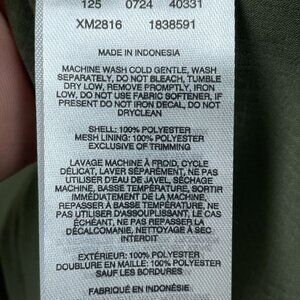 125 0724 40331
XM2816 1838591
MADE IN INDONESIA
MACHINE WASH COLD GENTLE, WASH
SEPARATELY, DO NOT BLEACH, TUMBLE
DRY LOW, REMOVE PROMPTLY, IRON
LOW, DO NOT USE FABRIC SOFTENER, IF
PRESENT DO NOT IRON DECAL, DO NOT
DRYCLEAN
SHELL: 100% POLYESTER
MESH LINING: 100% POLYESTER
EXCLUSIVE OF TRIMMING
LAVAGE MACHINE À FROID, CYCLE
DÉLICAT, LAVER SÉPARÉMENT, NE PAS
UTILISER D'EAU DE JAVEL, SÉCHAGE
MACHINE, BASSE TEMPÉRATURE, SORTIR
IMMÉDIATEMENT DE LA MACHINE,
REPASSER À BASSE TEMPÉRATURE, NE PAS
UTILISER D'ASSOUPLISSANT, LE CAS
ÉCHÉANT, NE PAS REPASSER LA
DÉCALCOMANIE, NETTOYAGE À SEC
INTERDIT
EXTÉRIEUR: 100% POLYESTER
DOUBLURE EN MAILLE: 100% POLYESTER
SAUF LES BORDURES
FABRIQUÉ EN INDONÉSIE